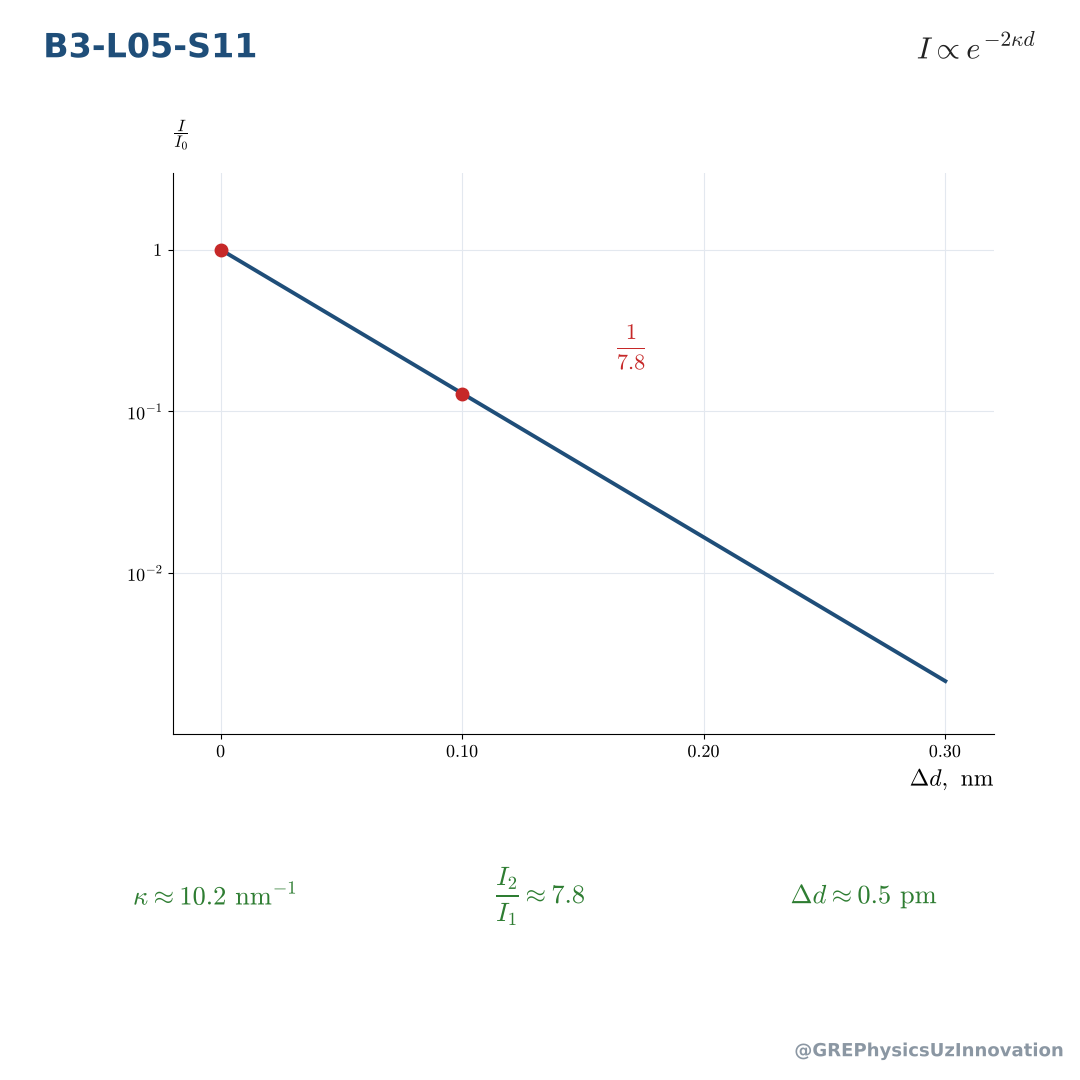 B3-L05-S11
I ∝ e^{−2κd}
I/I₀
1/7.8
1
10⁻¹
10⁻²
0 0.10 0.20 0.30
Δd, nm
κ ≈ 10.2 nm⁻¹ I₂/I₁ ≈ 7.8 Δd ≈ 0.5 pm
@GREPhysicsUzInnovation